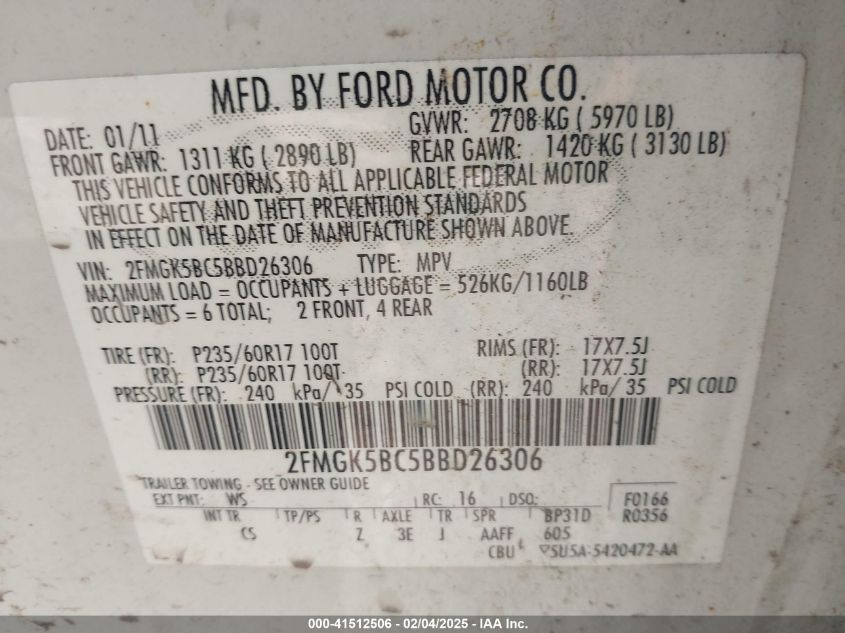 MFD. BY FORD MOTOR CO.
DATE: 01/11 GVWR: 2708 KG ( 5970 LB)
FRONT GAWR: 1311 KG ( 2890 LB) REAR GAWR: 1420 KG ( 3130 LB)
THIS VEHICLE CONFORMS TO ALL APPLICABLE FEDERAL MOTOR
VEHICLE SAFETY AND THEFT PREVENTION STANDARDS
IN EFFECT ON THE DATE OF MANUFACTURE SHOWN ABOVE.
VIN: 2FMGK5BC5BBD26306 TYPE: MPV
MAXIMUM LOAD = OCCUPANTS + LUGGAGE = 526KG/1160LB
OCCUPANTS = 6 TOTAL; 2 FRONT, 4 REAR
TIRE (FR): P235/60R17 100T RIMS (FR): 17X7.5J
(RR): P235/60R17 100T (RR): 17X7.5J
PRESSURE (FR): 240 kPa/ 35 PSI COLD (RR): 240 kPa/ 35 PSI COLD
2FMGK5BC5BBD26306
TRAILER TOWING - SEE OWNER GUIDE
EXT PNT: WS RC: 16 DSO: F0166
INT TR TP/PS R AXLE TR SPR BP31D R0356
CS Z 3E J AAFF 605
CBU 5U5A-5420472-AA
000-41512506 - 02/04/2025 - IAA Inc.